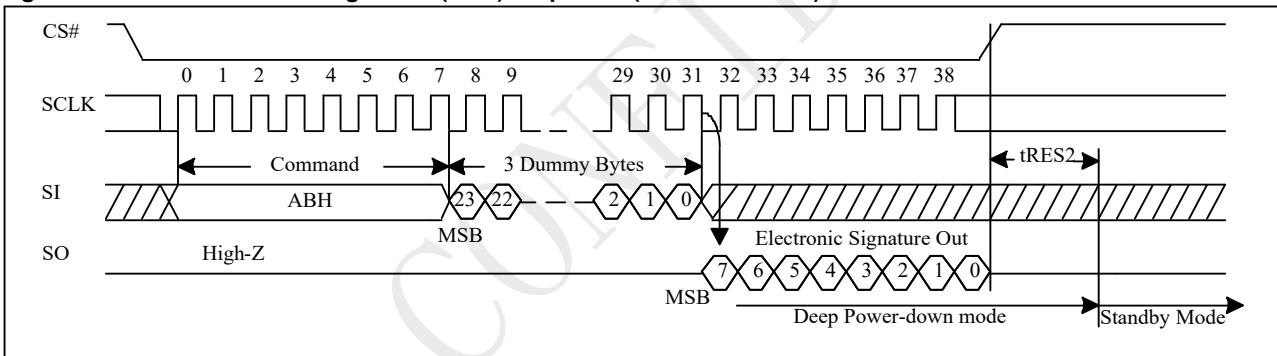 CS#
0 1 2 3 4 5 6 7 8 9 29 30 31 32 33 34 35 36 37 38
SCLK
Command 3 Dummy Bytes tRES2
SI
ABH 23 22 2 1 0
MSB
SO High-Z Electronic Signature Out
7 6 5 4 3 2 1 0
MSB
Deep Power-down mode Standby Mode